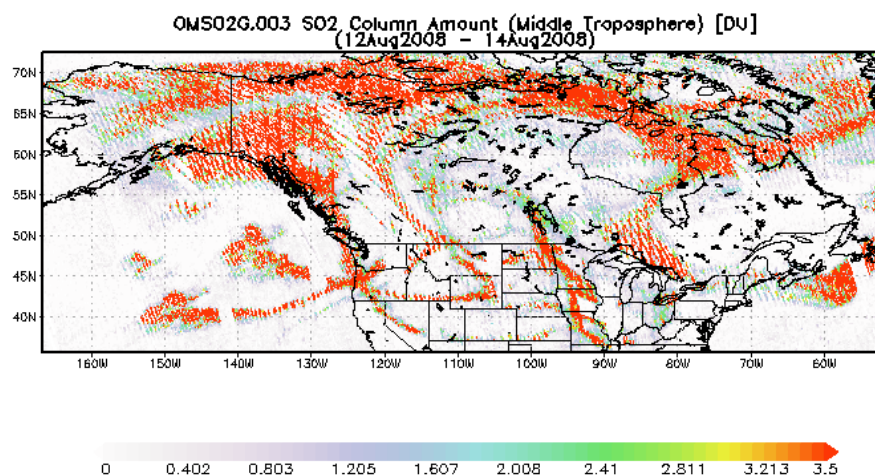 OMSO2G.003 SO2 Column Amount (Middle Troposphere) [DU]
(12Aug2008 - 14Aug2008)
70N
65N
60N
55N
50N
45N
40N
160W 150W 140W 130W 120W 110W 100W 90W 80W 70W 60W
0 0.402 0.803 1.205 1.607 2.008 2.41 2.811 3.213 3.5